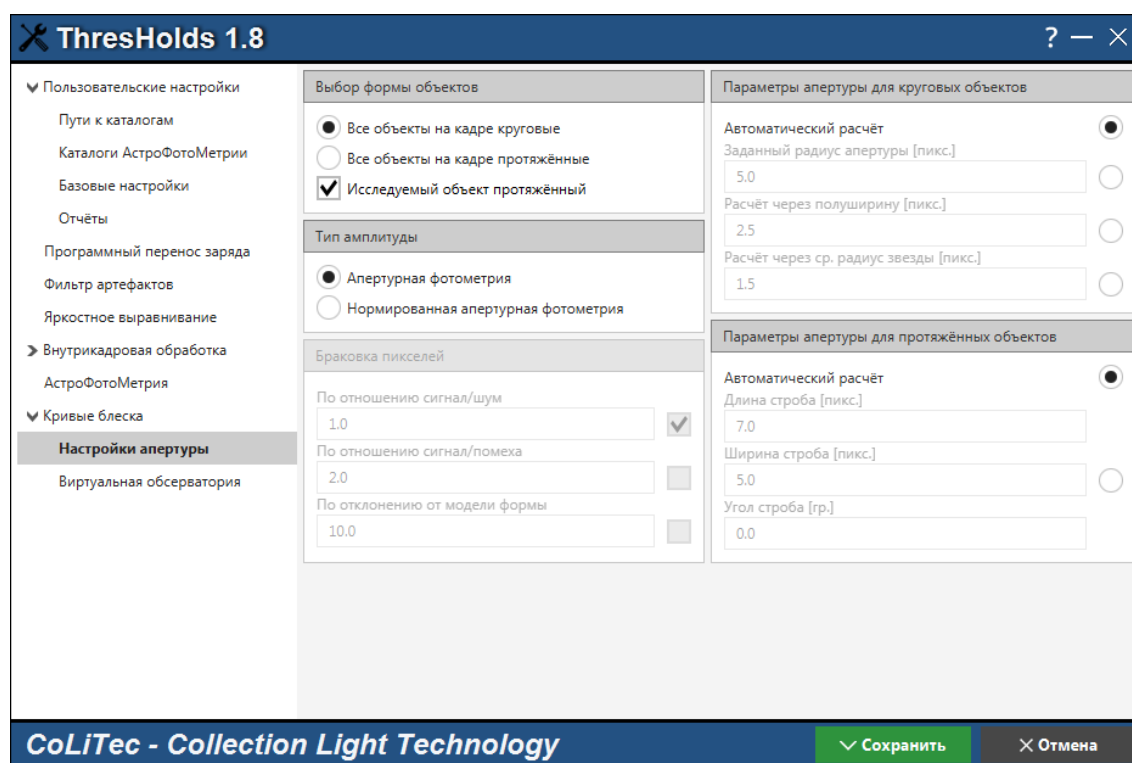 ThresHolds 1.8
?
Пользовательские настройки
Пути к каталогам
Каталоги АстроФотоМетрии
Базовые настройки
Отчёты
Программный перенос заряда
Фильтр артефактов
Яркостное выравнивание
Внутрикадровая обработка
АстроФотоМетрия
Кривые блеска
Настройки апертуры
Виртуальная обсерватория
Выбор формы объектов
Все объекты на кадре круговые
Все объекты на кадре протяжённые
Исследуемый объект протяжённый
Тип амплитуды
Апертурная фотометрия
Нормированная апертурная фотометрия
Браковка пикселей
По отношению сигнал/шум
1.0
По отношению сигнал/помеха
2.0
По отклонению от модели формы
10.0
Параметры апертуры для круговых объектов
Автоматический расчёт
Заданный радиус апертуры [пикс.]
5.0
Расчёт через полуширину [пикс.]
2.5
Расчёт через ср. радиус звезды [пикс.]
1.5
Параметры апертуры для протяжённых объектов
Автоматический расчёт
Длина строба [пикс.]
7.0
Ширина строба [пикс.]
5.0
Угол строба [гр.]
0.0
CoLiTec - Collection Light Technology
Сохранить
Отмена